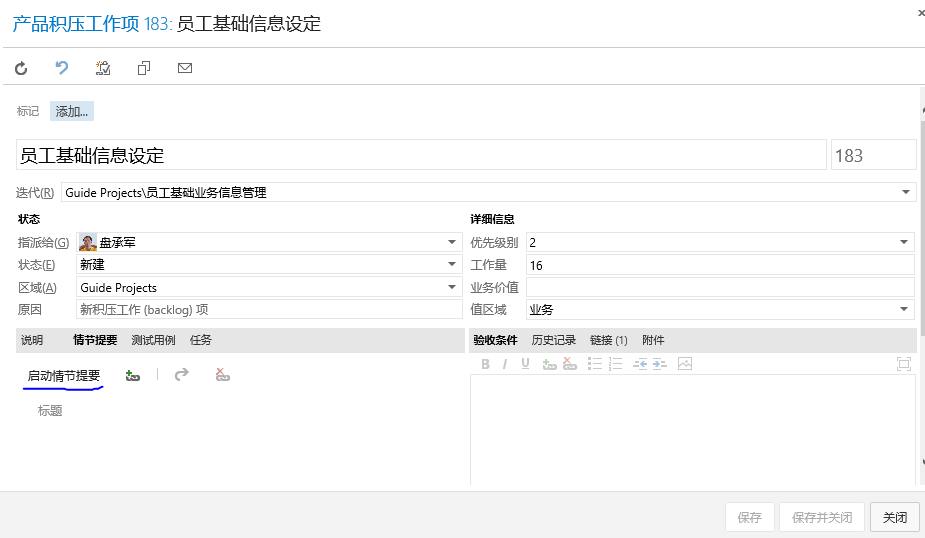 产品积压工作项 183: 员工基础信息设定
标记 添加...
员工基础信息设定 183
迭代(R) Guide Projects\员工基础业务信息管理
状态 详细信息
指派给(G) 盘承军 优先级别 2
状态(E) 新建 工作量 16
区域(A) Guide Projects 业务价值
原因 新积压工作 (backlog) 项 值区域 业务
说明 情节提要 测试用例 任务 验收条件 历史记录 链接 (1) 附件
B I U
启动情节提要
标题
保存 保存并关闭 关闭